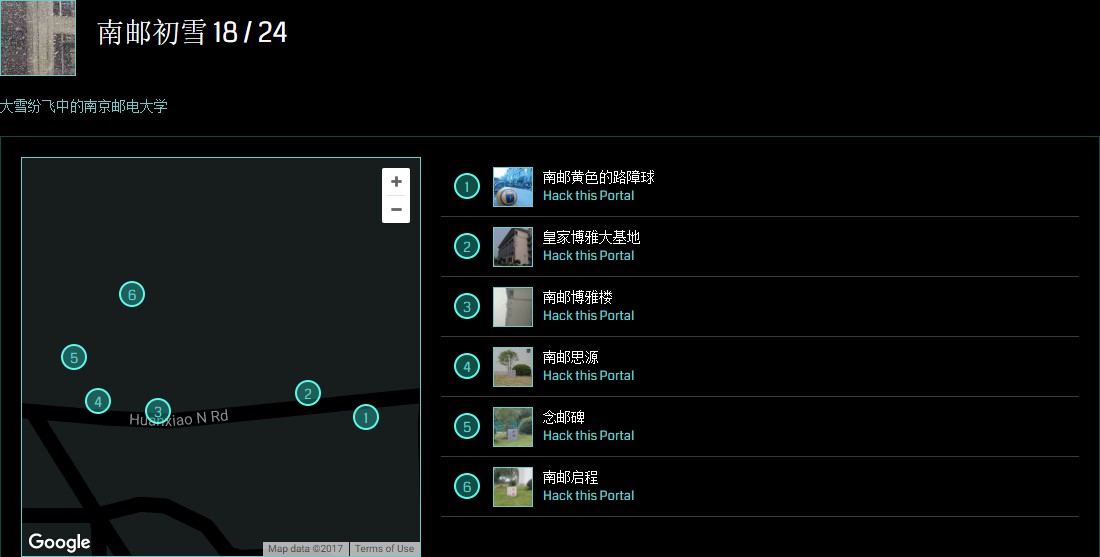 南邮初雪 18 / 24
大雪纷飞中的南京邮电大学
+
−
6
5
4
3
2
1
Huanxiao N Rd
Google
Map data ©2017
Terms of Use
1
南邮黄色的路障球
Hack this Portal
2
皇家博雅大基地
Hack this Portal
3
南邮博雅楼
Hack this Portal
4
南邮思源
Hack this Portal
5
念邮碑
Hack this Portal
6
南邮启程
Hack this Portal